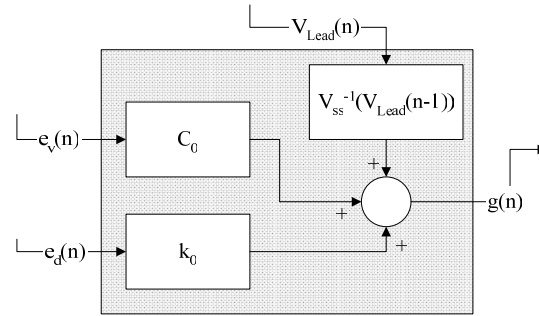 V_Lead(n)
V_ss^-1(V_Lead(n-1))
e_v(n)
C_0
+
+
g(n)
e_d(n)
k_0
+